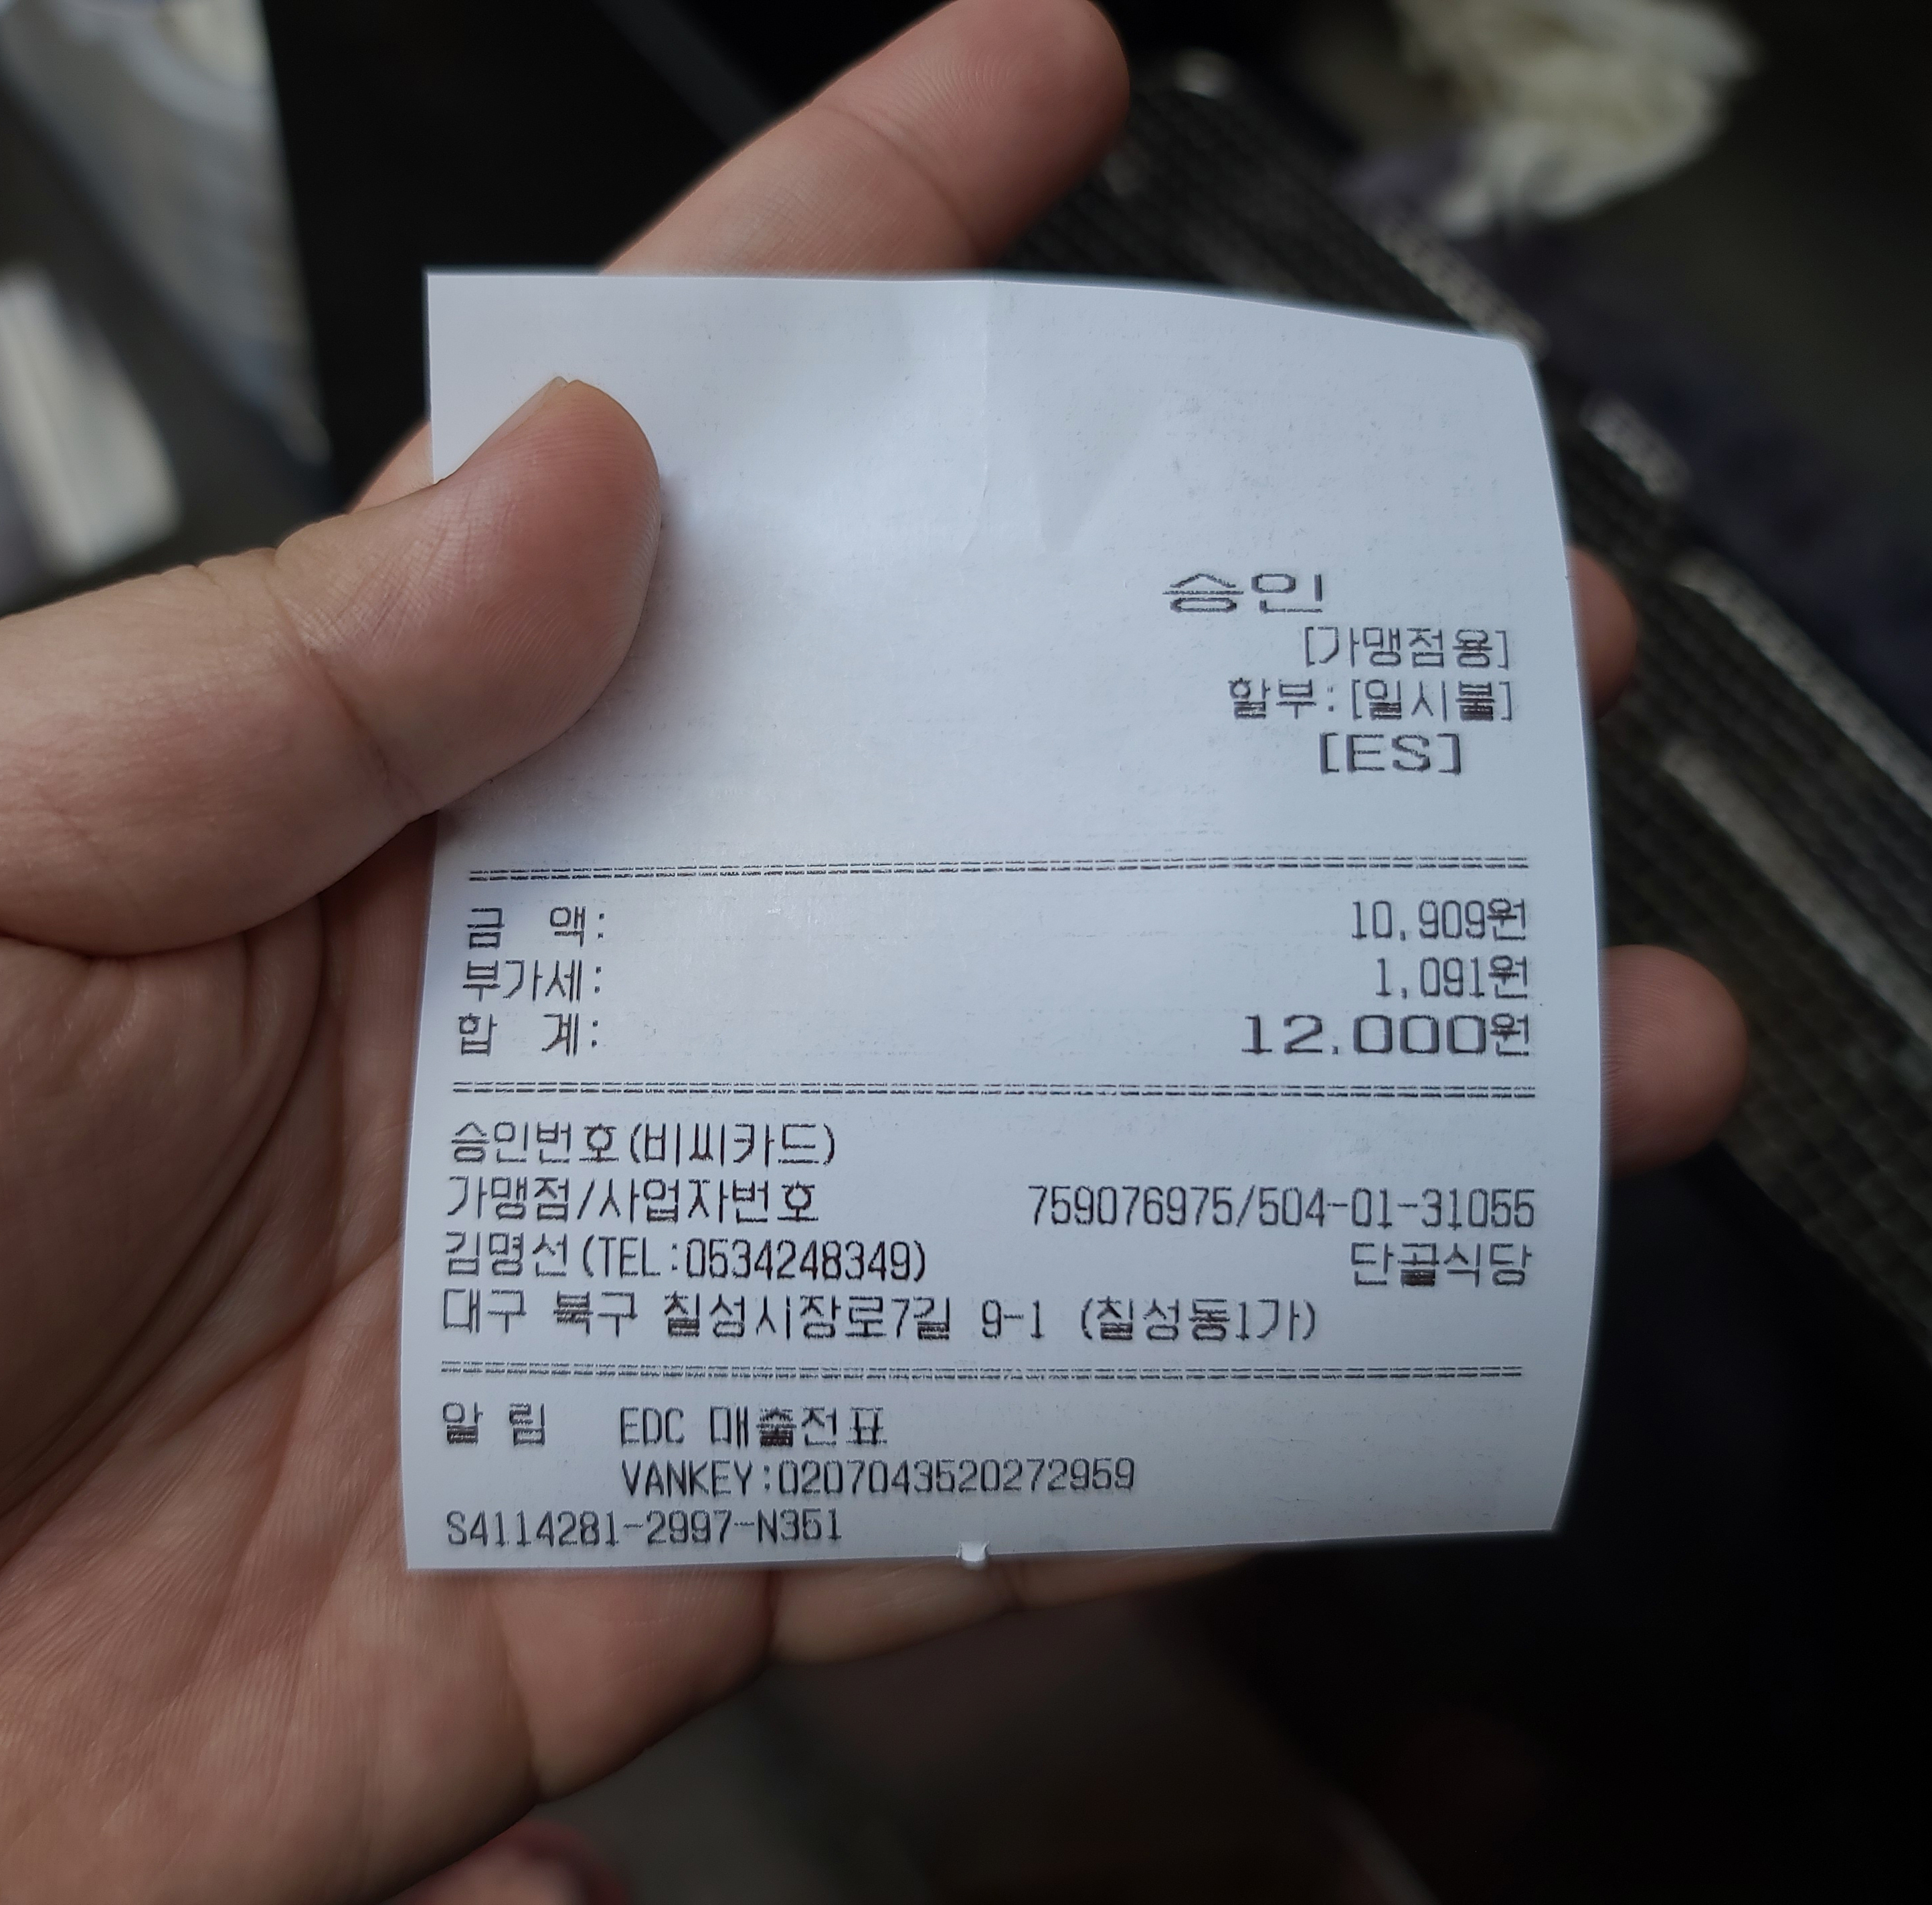 승인
[가맹점용]
할부:[일시불]
[ES]
금 액: 10,909원
부가세: 1,091원
합 계: 12,000원
승인번호(비씨카드)
가맹점/사업자번호 759076975/504-01-31055
김명선(TEL:0534248349) 단골식당
대구 북구 칠성시장로7길 9-1 (칠성동1가)
알 림 EDC 매출전표
VANKEY:0207043520272959
S4114281-2997-N351